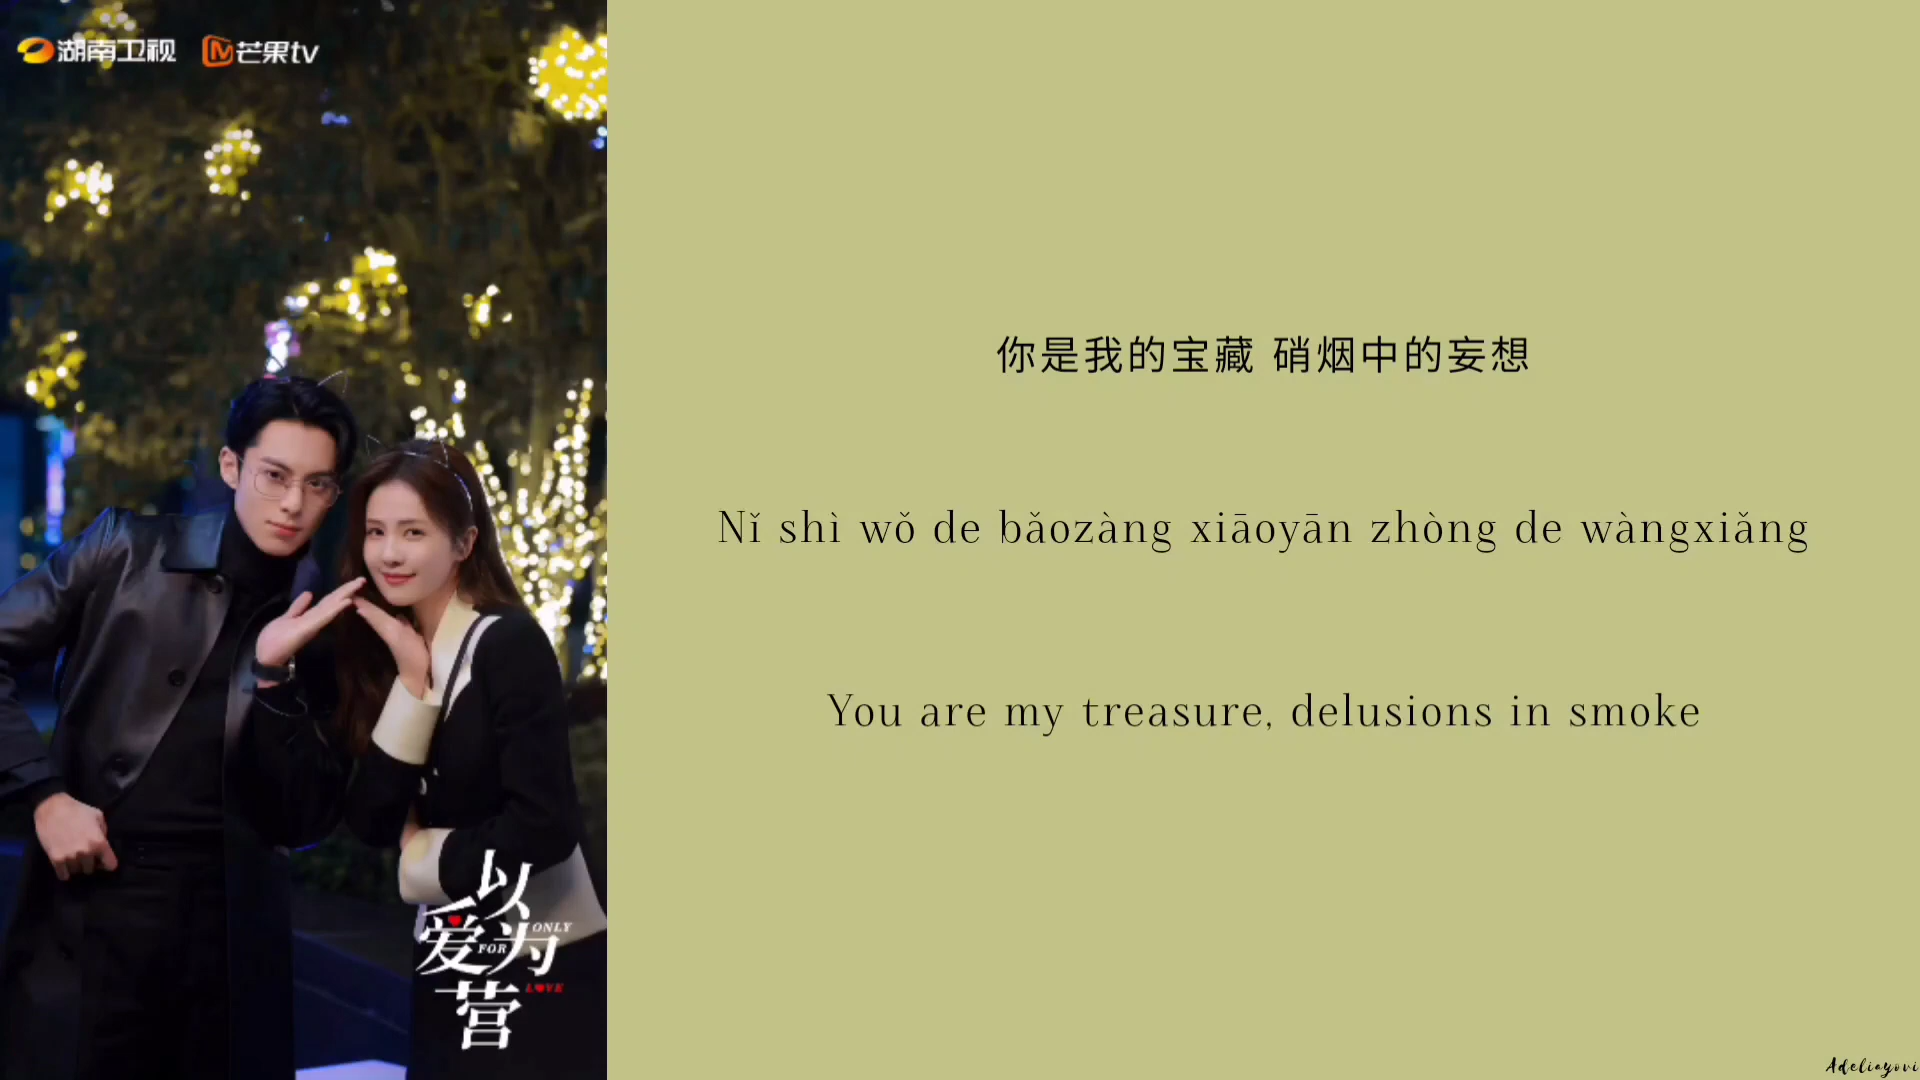 湖南卫视 芒果tv
你是我的宝藏 硝烟中的妄想
Nǐ shì wǒ de bǎozàng xiāoyān zhòng de wàngxiǎng
You are my treasure, delusions in smoke
以
爱为
营
ONLY
FOR
LOVE
Adeliayovi